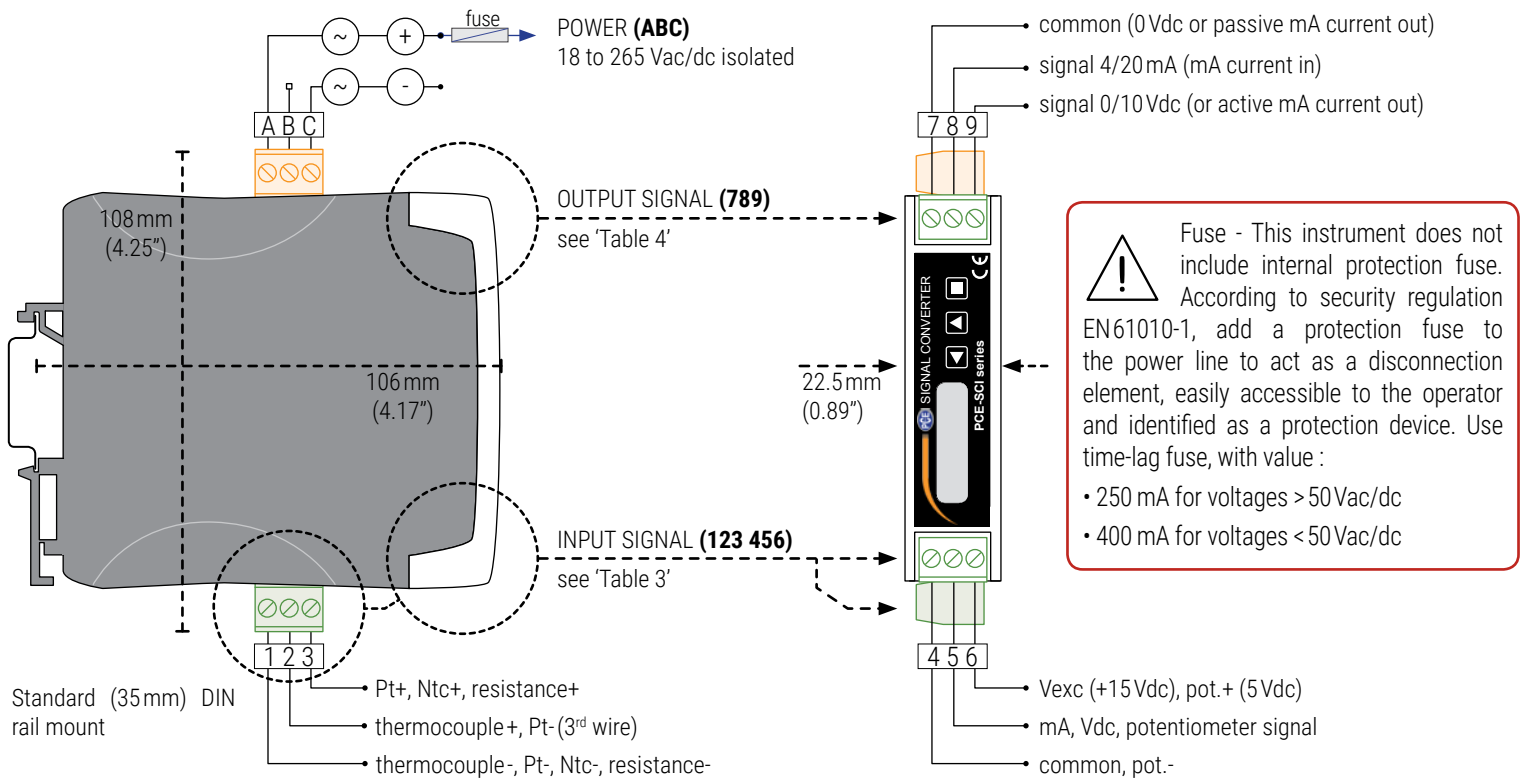 fuse
~
+
POWER (ABC)
18 to 265 Vac/dc isolated
~
-
A B C
108 mm
(4.25”)
106 mm
(4.17”)
OUTPUT SIGNAL (789)
see ‘Table 4’
INPUT SIGNAL (123 456)
see ‘Table 3’
1 2 3
Pt+, Ntc+, resistance+
thermocouple+, Pt- (3rd wire)
thermocouple-, Pt-, Ntc-, resistance-
Standard (35 mm) DIN
rail mount
common (0 Vdc or passive mA current out)
signal 4/20 mA (mA current in)
signal 0/10 Vdc (or active mA current out)
7 8 9
22.5 mm
(0.89”)
PCE SIGNAL CONVERTER
PCE-SCI series
CE
4 5 6
Vexc (+15 Vdc), pot.+ (5 Vdc)
mA, Vdc, potentiometer signal
common, pot.-
!
Fuse - This instrument does not
include internal protection fuse.
According to security regulation
EN61010-1, add a protection fuse to
the power line to act as a disconnection
element, easily accessible to the operator
and identified as a protection device. Use
time-lag fuse, with value :
• 250 mA for voltages > 50 Vac/dc
• 400 mA for voltages < 50 Vac/dc